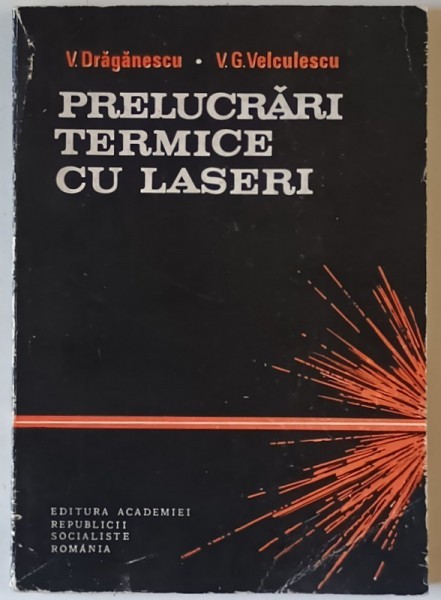 V. Drăgănescu • V. G. Velculescu
PRELUCRĂRI
TERMICE
CU LASERI
EDITURA ACADEMIEI
REPUBLICII
SOCIALISTE
ROMÂNIA